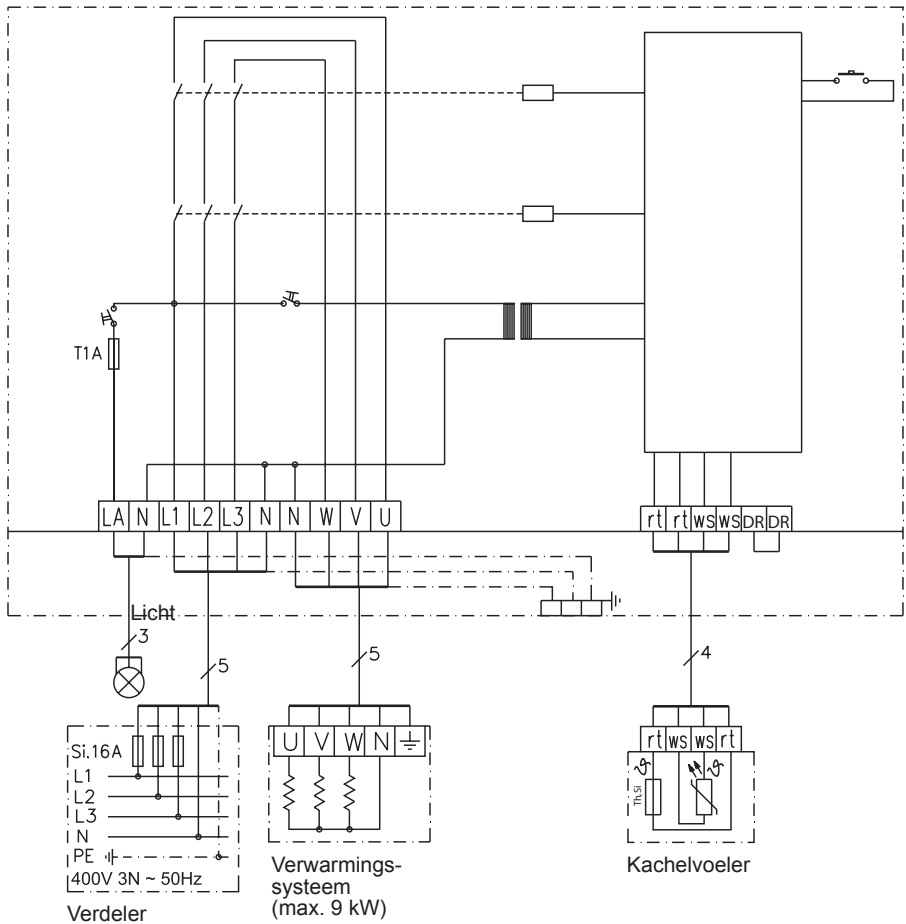 T1A
LA N L1 L2 L3 N N W V U
rt rt ws ws DR DR
Licht
3
5
5
4
Si.16A
L1
L2
L3
N
PE
400V 3N ~ 50Hz
Verdeler
U V W N
Verwarmings-
systeem
(max. 9 kW)
rt ws ws rt
ϑ
ϑ
Th,Si
Kachelvoeler